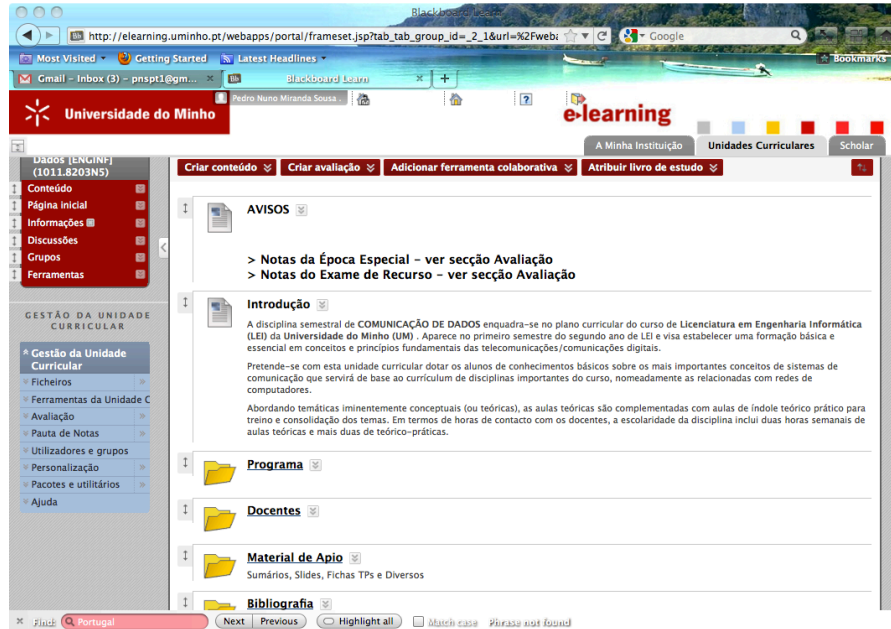 Blackboard Learn
http://elearning.uminho.pt/webapps/portal/frameset.jsp?tab_tab_group_id=_2_1&url=%2Fweba
Google
Most Visited Getting Started Latest Headlines Bookmarks
Gmail – Inbox (3) – pnspt1@gm... Blackboard Learn
Universidade do Minho
Pedro Nuno Miranda Sousa .
e-learning
A Minha Instituição Unidades Curriculares Scholar
Dados [ENGINF]
(1011.8203N5)
Conteúdo
Página inicial
Informações
Discussões
Grupos
Ferramentas
GESTÃO DA UNIDADE
CURRICULAR
Gestão da Unidade
Curricular
Ficheiros
Ferramentas da Unidade C
Avaliação
Pauta de Notas
Utilizadores e grupos
Personalização
Pacotes e utilitários
Ajuda
Criar conteúdo Criar avaliação Adicionar ferramenta colaborativa Atribuir livro de estudo
AVISOS
> Notas da Época Especial – ver secção Avaliação
> Notas do Exame de Recurso – ver secção Avaliação
Introdução
A disciplina semestral de COMUNICAÇÃO DE DADOS enquadra-se no plano curricular do curso de Licenciatura em Engenharia Informática
(LEI) da Universidade do Minho (UM) . Aparece no primeiro semestre do segundo ano de LEI e visa estabelecer uma formação básica e
essencial em conceitos e princípios fundamentais das telecomunicações/comunicações digitais.
Pretende-se com esta unidade curricular dotar os alunos de conhecimentos básicos sobre os mais importantes conceitos de sistemas de
comunicação que servirá de base ao currículum de disciplinas importantes do curso, nomeadamente as relacionadas com redes de
computadores.
Abordando temáticas iminentemente conceptuais (ou teóricas), as aulas teóricas são complementadas com aulas de índole teórico prático para
treino e consolidação dos temas. Em termos de horas de contacto com os docentes, a escolaridade da disciplina inclui duas horas semanais de
aulas teóricas e mais duas de teórico-práticas.
Programa
Docentes
Material de Apio
Sumários, Slides, Fichas TPs e Diversos
Bibliografia
Find: Portugal Next Previous Highlight all Match case Phrase not found